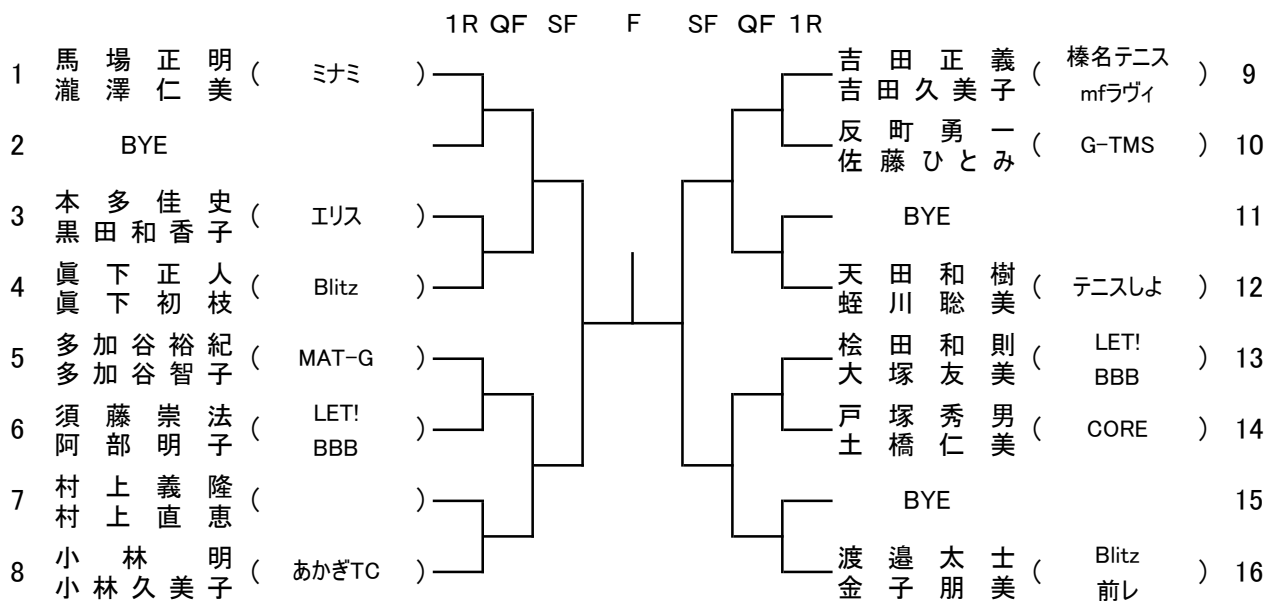 1R QF SF F SF QF 1R
1 馬場正明 ( ミナミ )
瀧澤仁美
2 BYE
3 本多佳史 ( エリス )
黒田和香子
4 眞下正人 ( Blitz )
眞下初枝
5 多加谷裕紀 ( MAT-G )
多加谷智子
6 須藤崇法 ( LET! )
阿部明子 BBB
7 村上義隆 ( )
村上直恵
8 小林明 ( あかぎTC )
小林久美子
吉田正義 ( 榛名テニス ) 9
吉田久美子 mfラヴィ
反町勇一 ( G-TMS ) 10
佐藤ひとみ
BYE 11
天田和樹 ( テニスしよ ) 12
蛭川聡美
桧田和則 ( LET! ) 13
大塚友美 BBB
戸塚秀男 ( CORE ) 14
土橋仁美
BYE 15
渡邉太士 ( Blitz ) 16
金子朋美 前レ